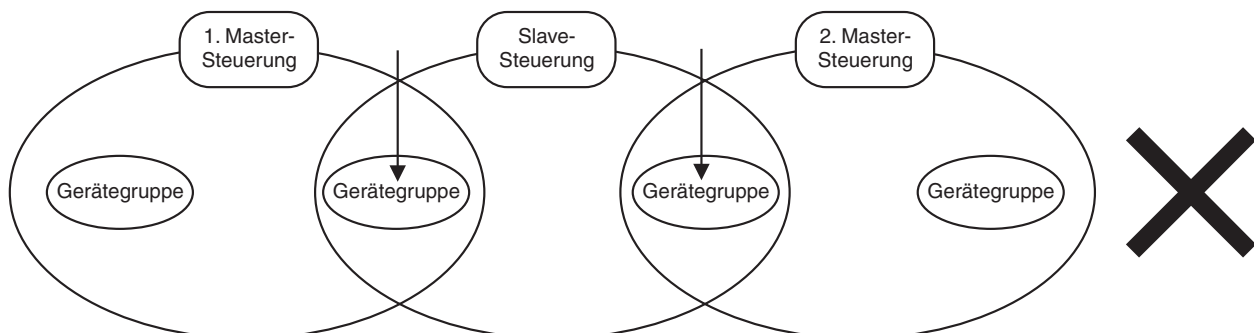 1. Master-
Steuerung
Slave-
Steuerung
2. Master-
Steuerung
Gerätegruppe
Gerätegruppe
Gerätegruppe
Gerätegruppe